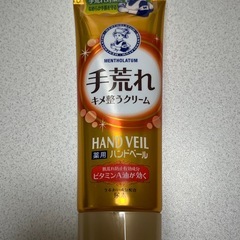 MENTHOLATUM
手荒れ
キメ整うクリーム
HAND VEIL
薬用 ハンドベール
ビタミンA油が効く